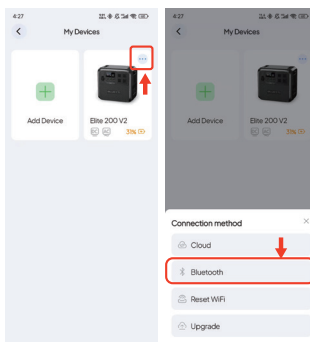 4:27
My Devices
Add Device
Elite 200 V2
31%
4:27
My Devices
Add Device
Elite 200 V2
31%
Connection method
Cloud
Bluetooth
Reset WiFi
Upgrade